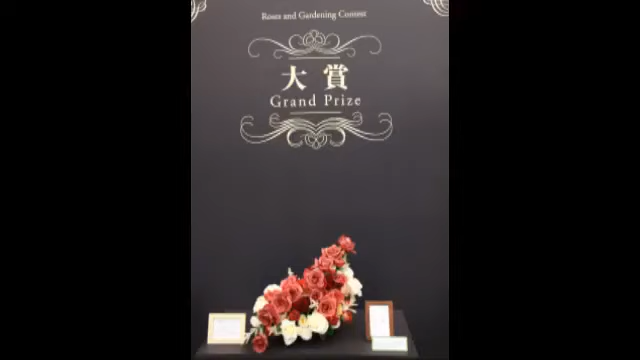 Roses and Gardening Contest
大賞
Grand Prize